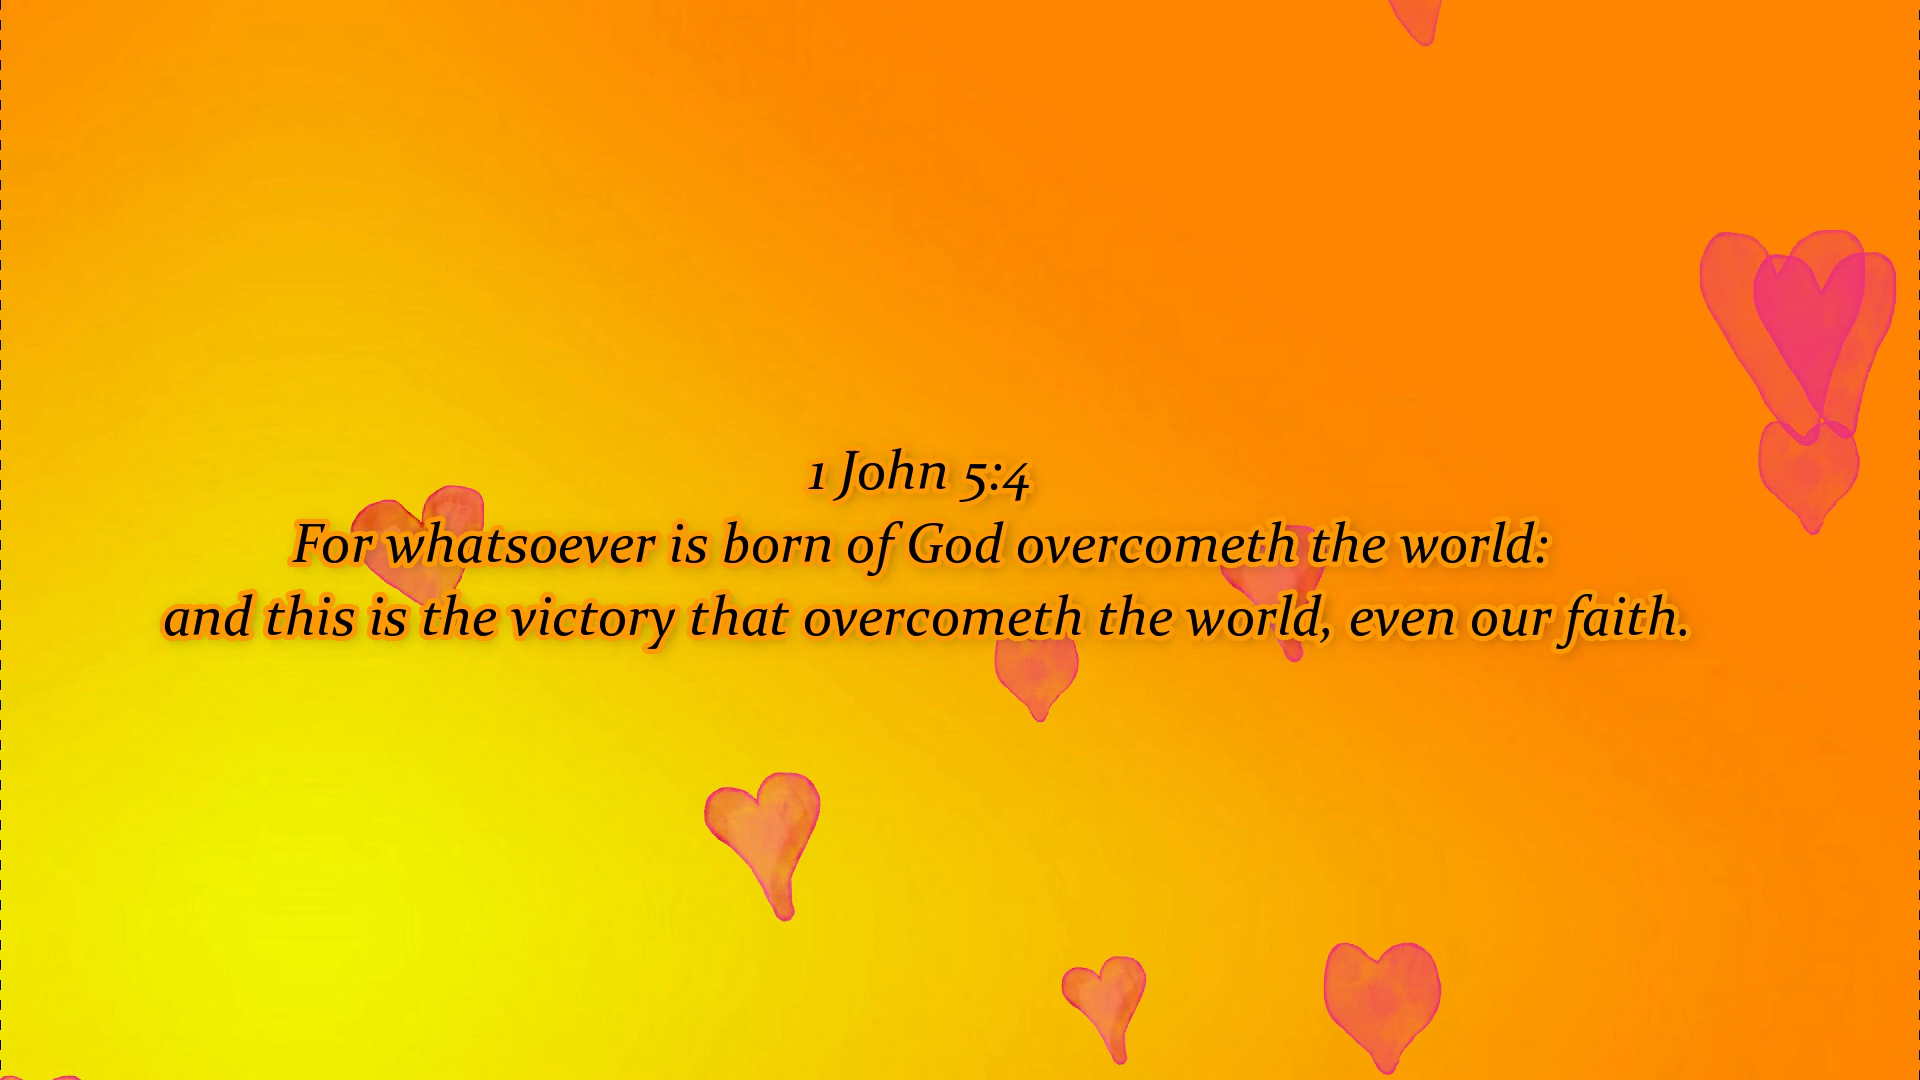 1 John 5:4
For whatsoever is born of God overcometh the world:
and this is the victory that overcometh the world, even our faith.